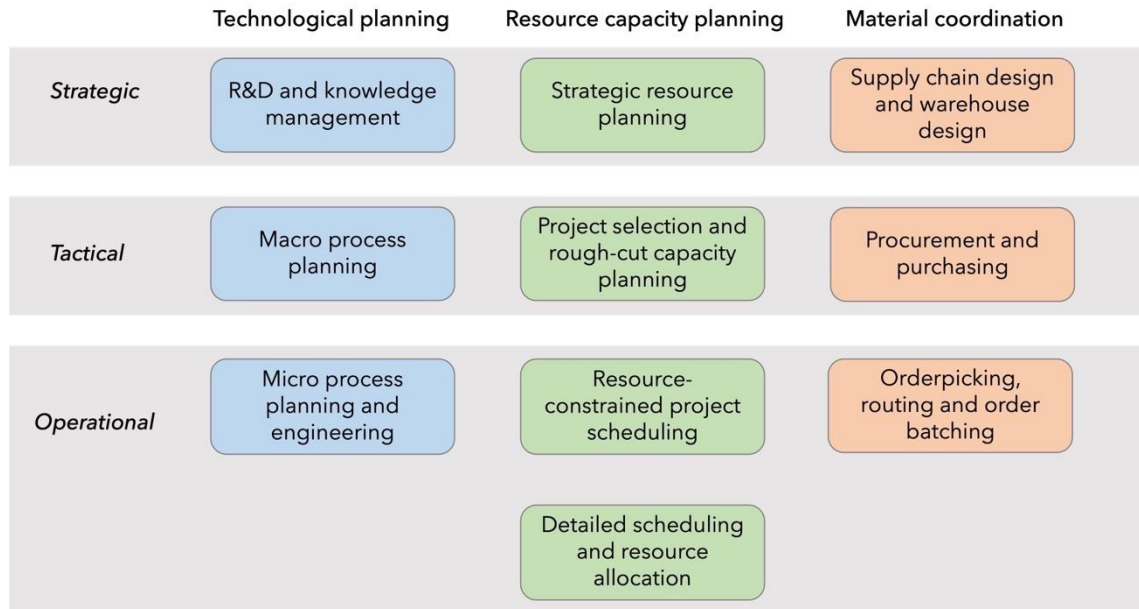 Technological planning
Resource capacity planning
Material coordination
Strategic
R&D and knowledge
management
Strategic resource
planning
Supply chain design
and warehouse
design
Tactical
Macro process
planning
Project selection and
rough-cut capacity
planning
Procurement and
purchasing
Operational
Micro process
planning and
engineering
Resource-
constrained project
scheduling
Orderpicking,
routing and order
batching
Detailed scheduling
and resource
allocation